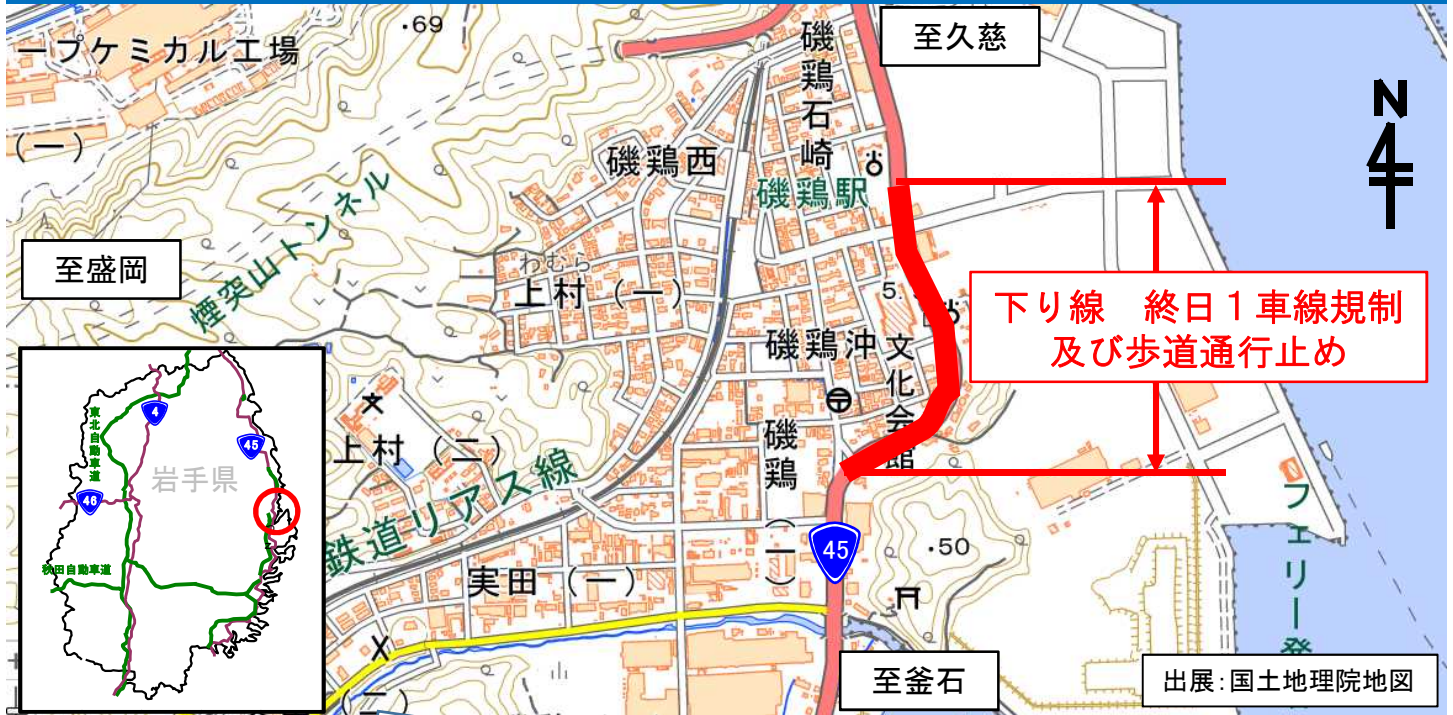 ープケミカル工場
・69
磯鶏石崎
至久慈
N
(一)
磯鶏西
磯鶏駅
煙突山トンネル
至盛岡
わむら
上村(一)
5.
下り線 終日1車線規制
及び歩道通行止め
磯鶏沖
文化会館
東北自動車道
4
45
岩手県
46
秋田自動車道
上村(二)
磯鶏(一)
鉄道リアス線
45
・50
実田(一)
フェリー発
至釜石
出展:国土地理院地図